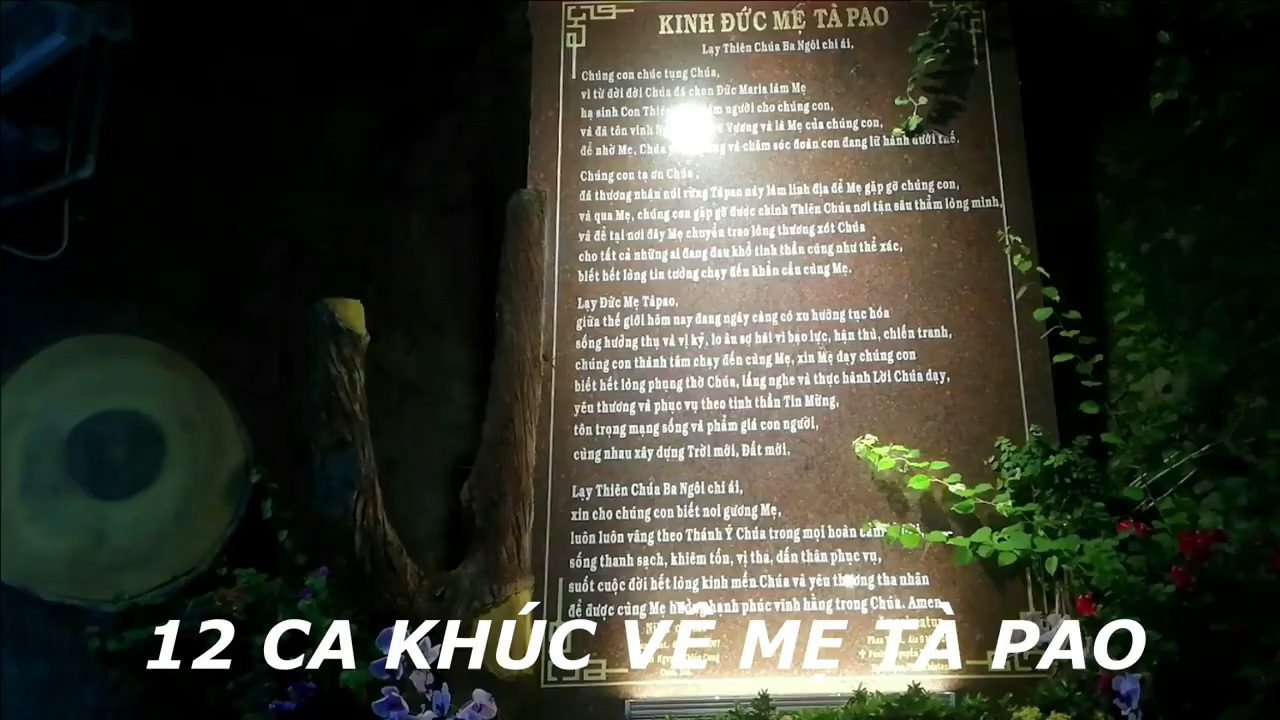 KINH ĐỨC MẸ TÀ PAO
Lạy Thiên Chúa Ba Ngôi chí ái,
Chúng con chúc tụng Chúa,
vì từ đời đời Chúa đã chọn Đức Maria làm Mẹ
hạ sinh Con người cho chúng con,
và đã tôn vinh Vương và là Mẹ của chúng con,
để nhờ Mẹ, Chúa và chăm sóc đoàn con đang lữ hành dưới thế.
Chúng con tạ ơn Chúa,
đã thương nhận núi rừng Tàpao này làm linh địa để Mẹ gặp gỡ chúng con,
và qua Mẹ, chúng con gặp gỡ được chính Thiên Chúa nơi tận sâu thẳm lòng mình,
và để tại nơi đây Mẹ chuyển trao lòng thương xót Chúa
cho tất cả những ai đang đau khổ tinh thần cũng như thể xác,
biết hết lòng tin tưởng chạy đến khẩn cầu cùng Mẹ.
Lạy Đức Mẹ Tàpao,
giữa thế giới hôm nay đang ngày càng có xu hướng tục hóa
sống hưởng thụ và vị kỷ, lo âu sợ hãi vì bạo lực, hận thù, chiến tranh,
chúng con thành tâm chạy đến cùng Mẹ, xin Mẹ dạy chúng con
biết hết lòng phụng thờ Chúa, lắng nghe và thực hành Lời Chúa dạy,
yêu thương và phục vụ theo tinh thần Tin Mừng,
tôn trọng mạng sống và phẩm giá con người,
cùng nhau xây dựng Trời mới, Đất mới.
Lạy Thiên Chúa Ba Ngôi chí ái,
xin cho chúng con biết noi gương Mẹ,
luôn luôn vâng theo Thánh Ý Chúa trong mọi hoàn
sống thanh sạch, khiêm tốn, vị tha, dấn thân phục vụ,
suốt cuộc đời hết lòng kính mến Chúa và yêu thương tha nhân
để được cùng Mẹ hưởng hạnh phúc vĩnh hằng trong Chúa. Amen
12 CA KHÚC VỀ MẸ TÀ PAO